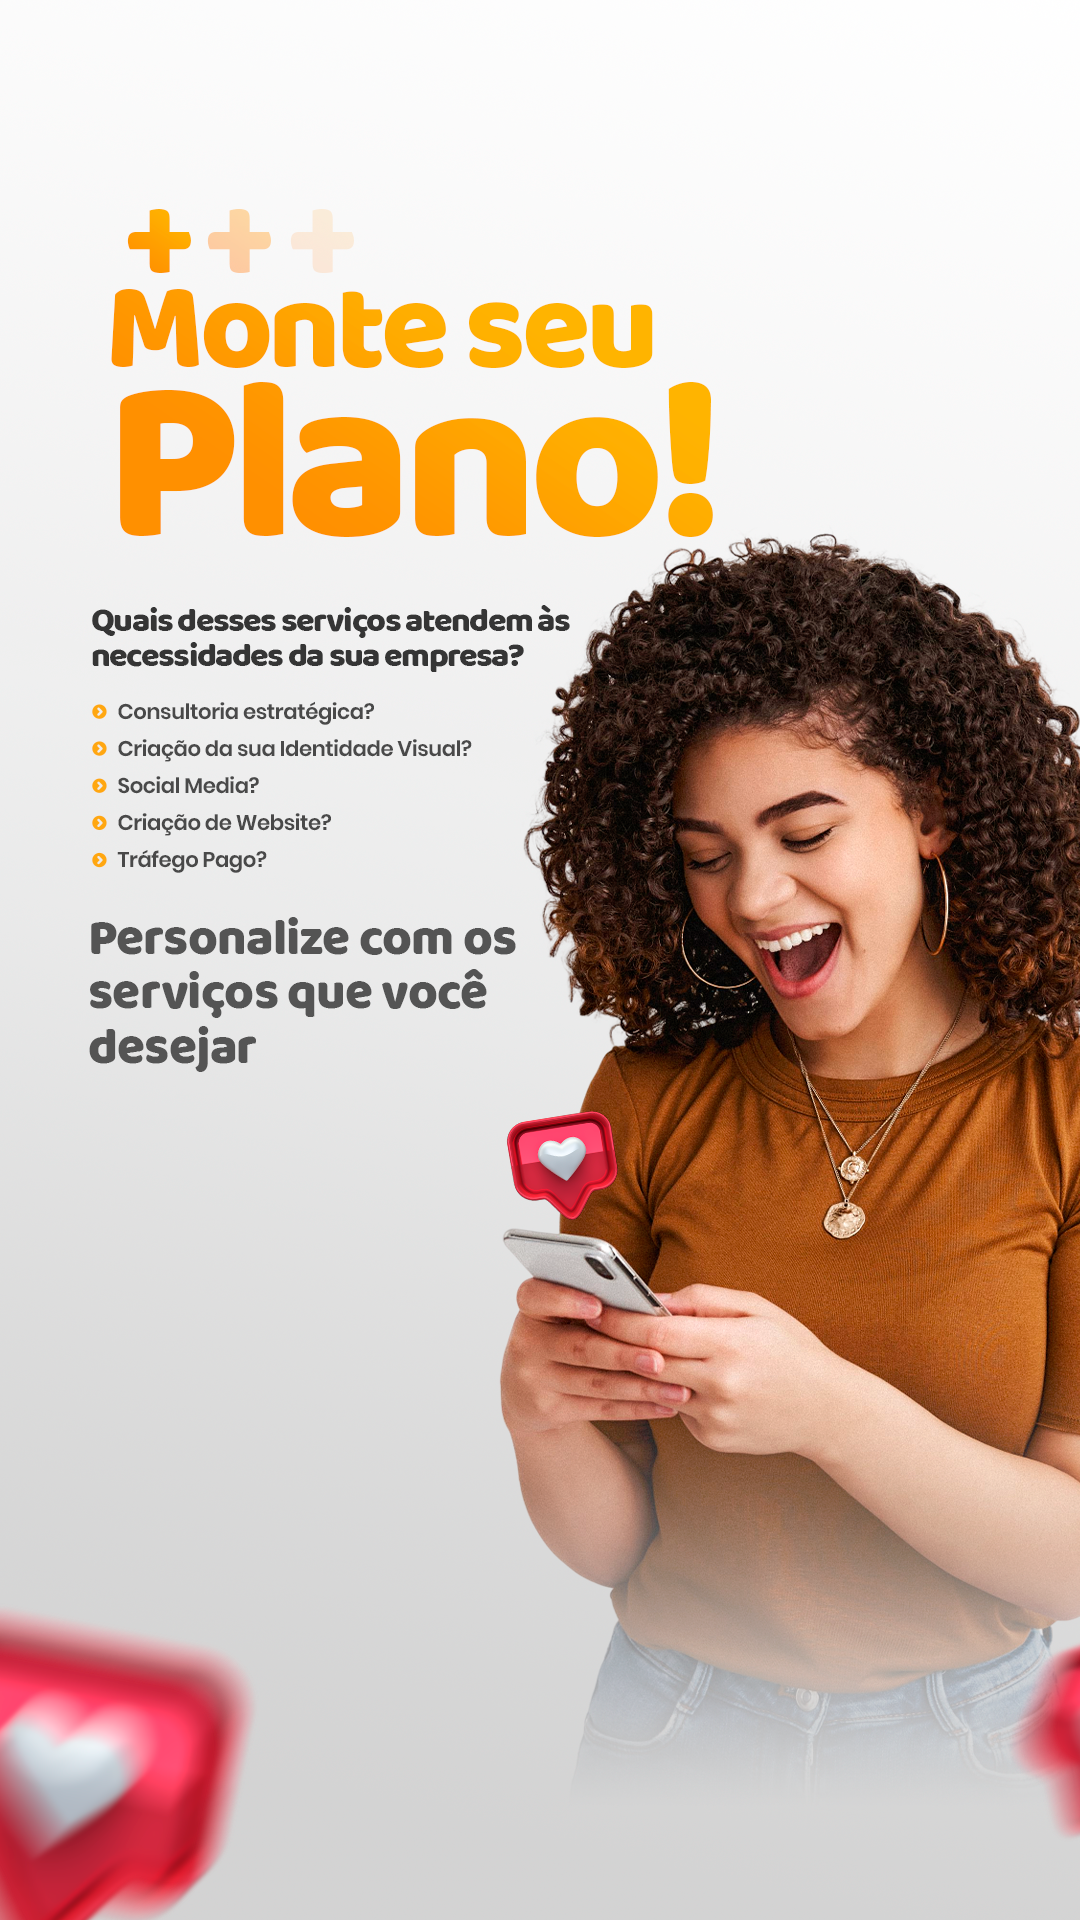 +++
Monte seu
Plano!
Quais desses serviços atendem às
necessidades da sua empresa?
Consultoria estratégica?
Criação da sua Identidade Visual?
Social Media?
Criação de Website?
Tráfego Pago?
Personalize com os
serviços que você
desejar